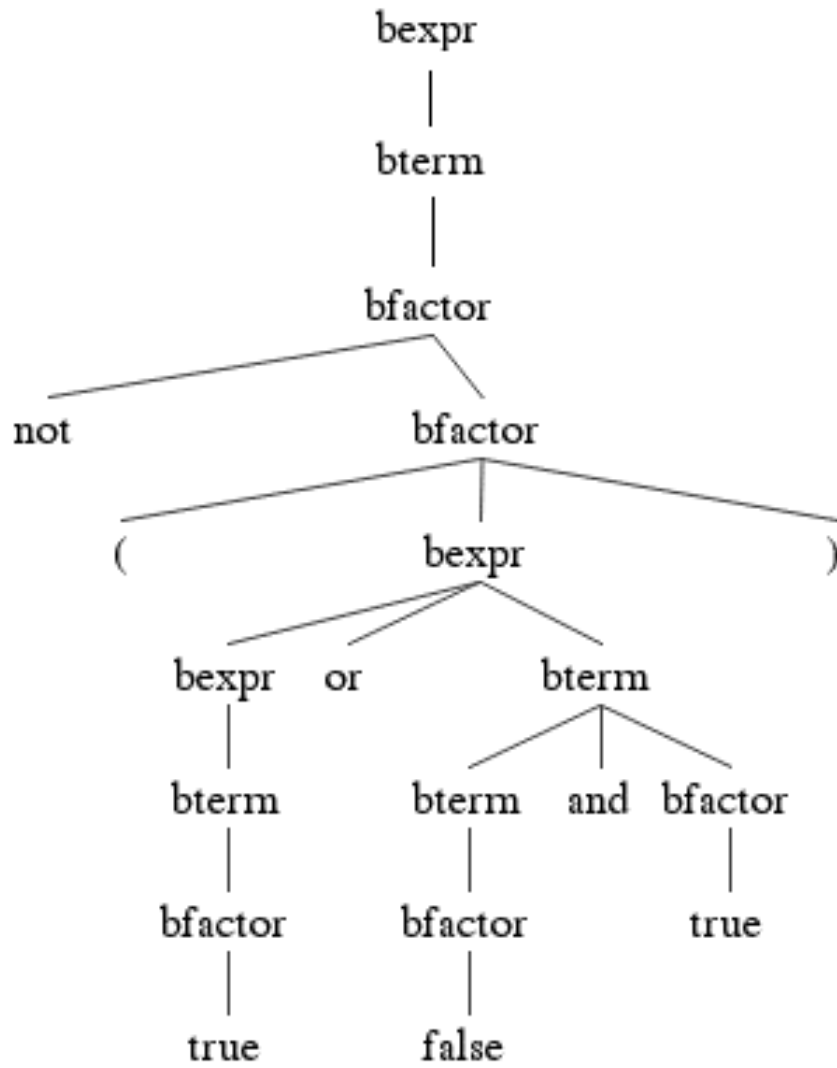 bexpr
bterm
bfactor
not bfactor
( bexpr )
bexpr or bterm
bterm bterm and bfactor
bfactor bfactor true
true false